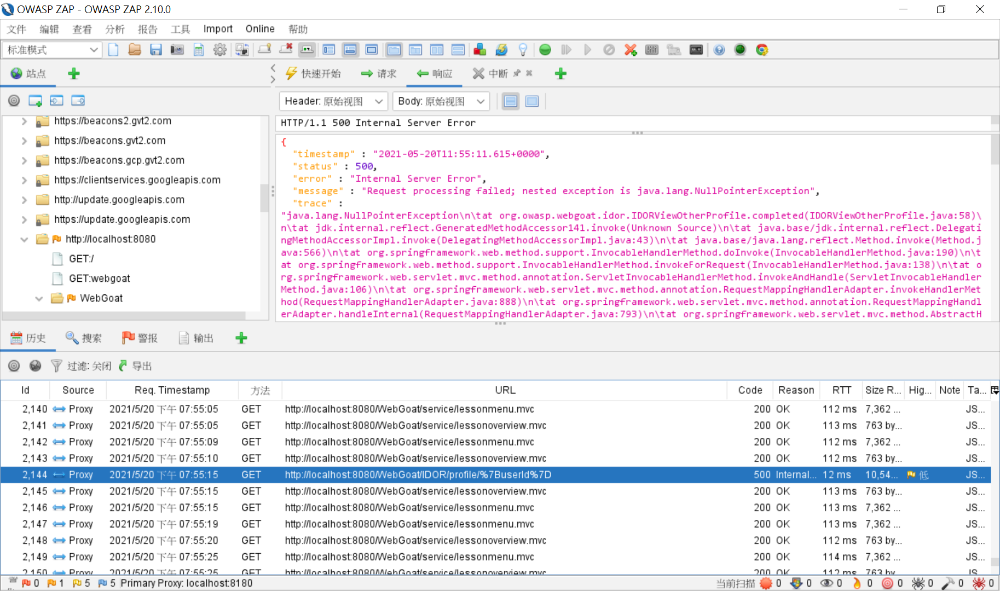 OWASP ZAP - OWASP ZAP 2.10.0
文件 编辑 查看 分析 报告 工具 Import Online 帮助
标准模式
站点
快速开始 请求 响应 中断
Header: 原始视图 Body: 原始视图
https://beacons2.gvt2.com
https://beacons.gvt2.com
https://beacons.gcp.gvt2.com
https://clientservices.googleapis.com
http://update.googleapis.com
https://update.googleapis.com
http://localhost:8080
GET:/
GET:webgoat
WebGoat
HTTP/1.1 500 Internal Server Error
{
"timestamp" : "2021-05-20T11:55:11.615+0000",
"status" : 500,
"error" : "Internal Server Error",
"message" : "Request processing failed; nested exception is java.lang.NullPointerException",
"trace" :
"java.lang.NullPointerException\n\tat org.owasp.webgoat.idor.IDORViewOtherProfile.completed(IDORViewOtherProfile.java:58)\
n\tat jdk.internal.reflect.GeneratedMethodAccessor141.invoke(Unknown Source)\n\tat java.base/jdk.internal.reflect.Delegati
ngMethodAccessorImpl.invoke(DelegatingMethodAccessorImpl.java:43)\n\tat java.base/java.lang.reflect.Method.invoke(Method.j
ava:566)\n\tat org.springframework.web.method.support.InvocableHandlerMethod.doInvoke(InvocableHandlerMethod.java:190)\n\t
at org.springframework.web.method.support.InvocableHandlerMethod.invokeForRequest(InvocableHandlerMethod.java:138)\n\tat o
rg.springframework.web.servlet.mvc.method.annotation.ServletInvocableHandlerMethod.invokeAndHandle(ServletInvocableHandler
Method.java:106)\n\tat org.springframework.web.servlet.mvc.method.annotation.RequestMappingHandlerAdapter.invokeHandlerMet
hod(RequestMappingHandlerAdapter.java:888)\n\tat org.springframework.web.servlet.mvc.method.annotation.RequestMappingHandl
erAdapter.handleInternal(RequestMappingHandlerAdapter.java:793)\n\tat org.springframework.web.servlet.mvc.method.AbstractH
历史 搜索 警报 输出
过滤: 关闭 导出
Id Source Req. Timestamp 方法 URL Code Reason RTT Size R... Hig... Note Ta...
2,140 Proxy 2021/5/20 下午 07:55:05 GET http://localhost:8080/WebGoat/service/lessonmenu.mvc 200 OK 112 ms 7,362 ... JS...
2,141 Proxy 2021/5/20 下午 07:55:05 GET http://localhost:8080/WebGoat/service/lessonoverview.mvc 200 OK 113 ms 763 by... JS...
2,142 Proxy 2021/5/20 下午 07:55:09 GET http://localhost:8080/WebGoat/service/lessonmenu.mvc 200 OK 112 ms 7,362 ... JS...
2,143 Proxy 2021/5/20 下午 07:55:10 GET http://localhost:8080/WebGoat/service/lessonoverview.mvc 200 OK 112 ms 763 by... JS...
2,144 Proxy 2021/5/20 下午 07:55:15 GET http://localhost:8080/WebGoat/IDOR/profile/%7BuserId%7D 500 Internal... 12 ms 10,54... 低 JS...
2,145 Proxy 2021/5/20 下午 07:55:15 GET http://localhost:8080/WebGoat/service/lessonoverview.mvc 200 OK 113 ms 763 by... JS...
2,146 Proxy 2021/5/20 下午 07:55:15 GET http://localhost:8080/WebGoat/service/lessonmenu.mvc 200 OK 113 ms 7,362 ... JS...
2,147 Proxy 2021/5/20 下午 07:55:19 GET http://localhost:8080/WebGoat/service/lessonmenu.mvc 200 OK 113 ms 7,362 ... JS...
2,148 Proxy 2021/5/20 下午 07:55:20 GET http://localhost:8080/WebGoat/service/lessonoverview.mvc 200 OK 112 ms 763 by... JS...
2,149 Proxy 2021/5/20 下午 07:55:25 GET http://localhost:8080/WebGoat/service/lessonmenu.mvc 200 OK 114 ms 7,362 ... JS...
2,150 Proxy 2021/5/20 下午 07:55:25 GET http://localhost:8080/WebGoat/service/lessonoverview.mvc 200 OK 112 ms 763 by... JS...
0 1 5 5 Primary Proxy: localhost:8180 当前扫描 0 0 0 0 0 0 0 0